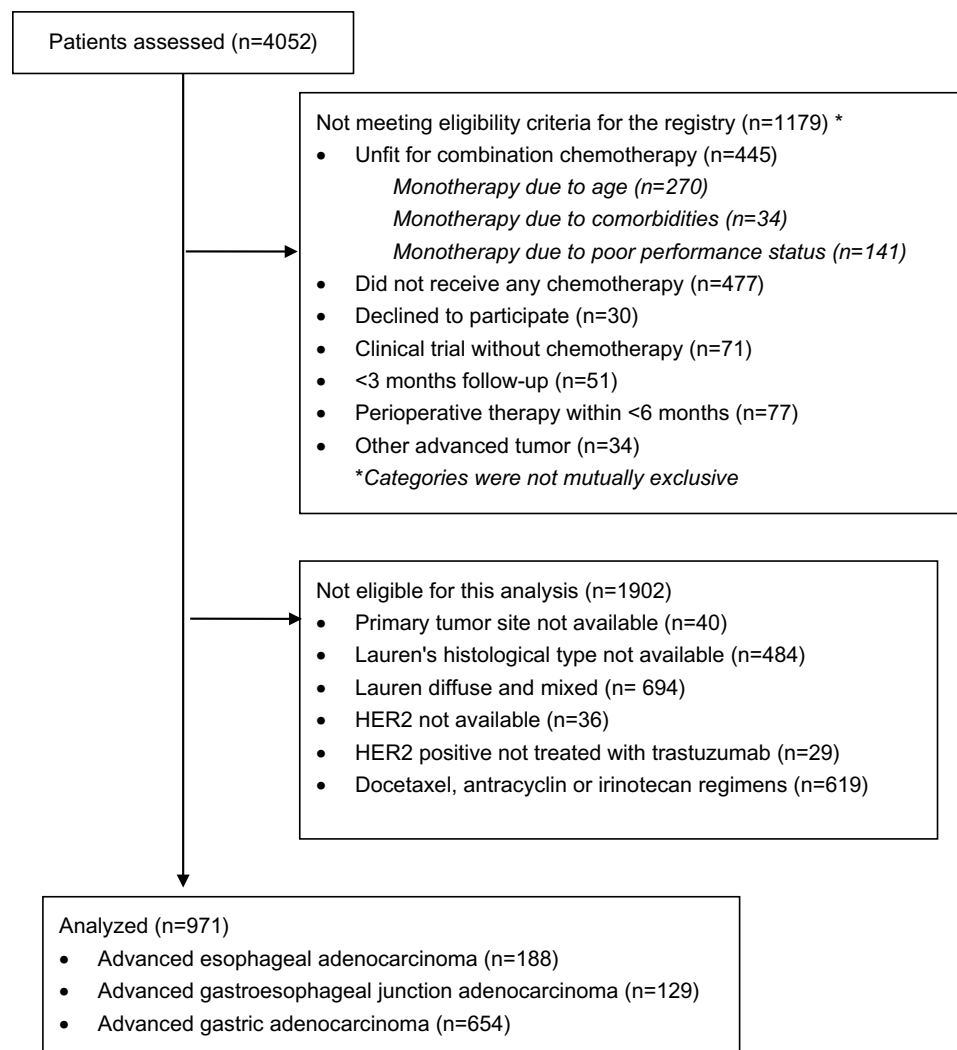 Patients assessed (n=4052)
Not meeting eligibility criteria for the registry (n=1179) *
• Unfit for combination chemotherapy (n=445)
Monotherapy due to age (n=270)
Monotherapy due to comorbidities (n=34)
Monotherapy due to poor performance status (n=141)
• Did not receive any chemotherapy (n=477)
• Declined to participate (n=30)
• Clinical trial without chemotherapy (n=71)
• <3 months follow-up (n=51)
• Perioperative therapy within <6 months (n=77)
• Other advanced tumor (n=34)
*Categories were not mutually exclusive
Not eligible for this analysis (n=1902)
• Primary tumor site not available (n=40)
• Lauren's histological type not available (n=484)
• Lauren diffuse and mixed (n= 694)
• HER2 not available (n=36)
• HER2 positive not treated with trastuzumab (n=29)
• Docetaxel, antracyclin or irinotecan regimens (n=619)
Analyzed (n=971)
• Advanced esophageal adenocarcinoma (n=188)
• Advanced gastroesophageal junction adenocarcinoma (n=129)
• Advanced gastric adenocarcinoma (n=654)